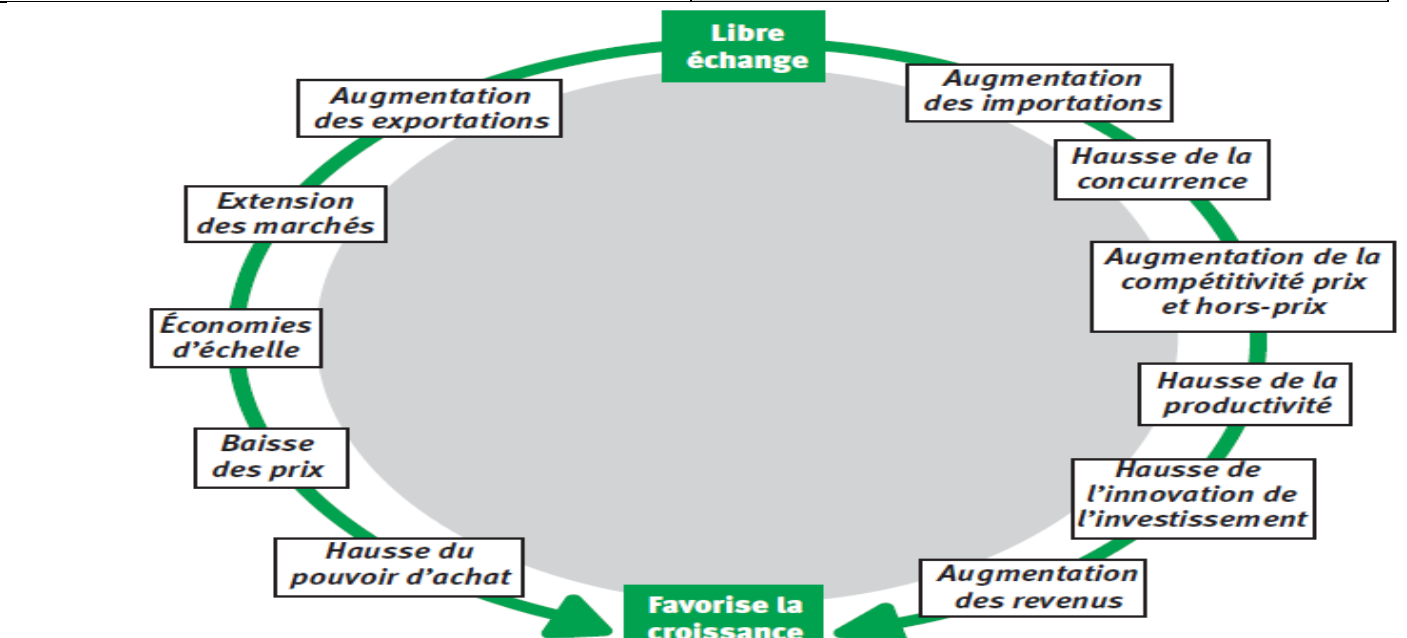 Libre
échange
Augmentation
des exportations
Extension
des marchés
Économies
d'échelle
Baisse
des prix
Hausse du
pouvoir d'achat
Augmentation
des importations
Hausse de la
concurrence
Augmentation de la
compétitivité prix
et hors-prix
Hausse de la
productivité
Hausse de
l'innovation de
l'investissement
Augmentation
des revenus
Favorise la
croissance